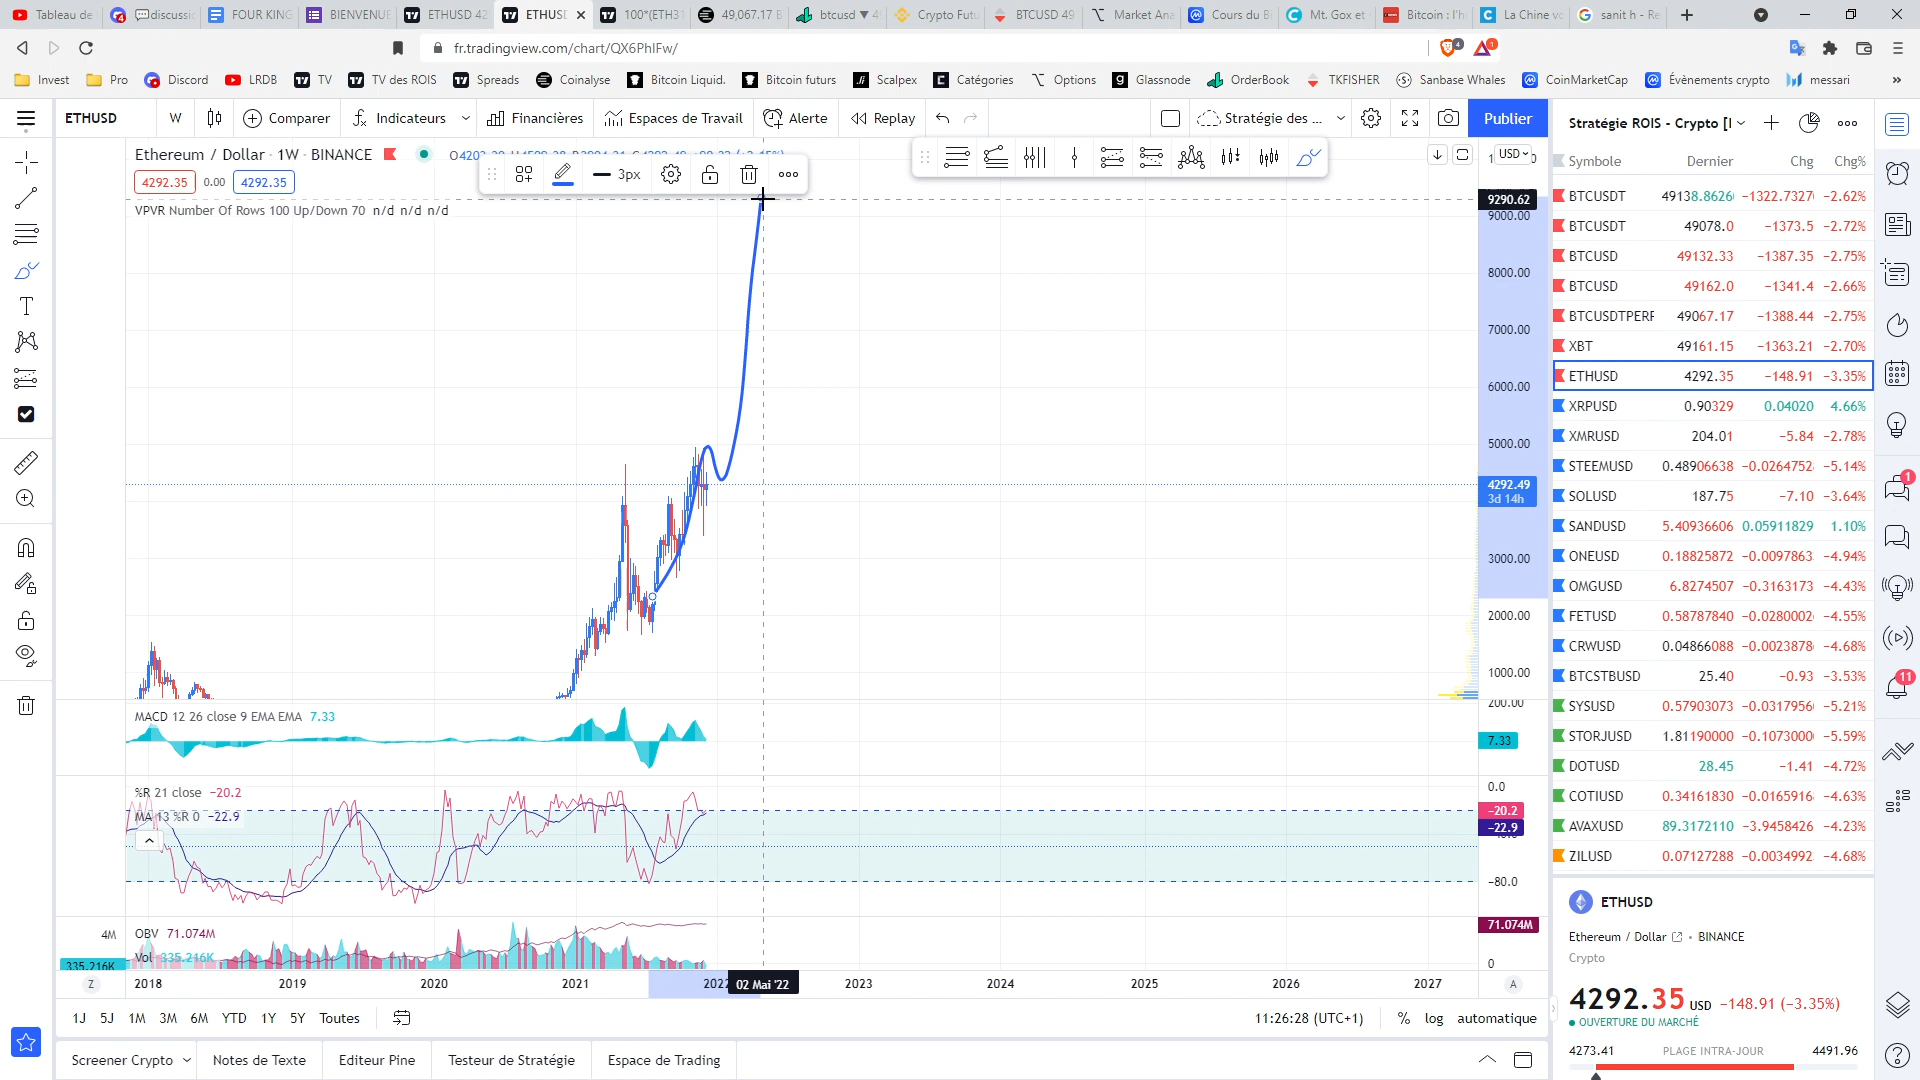 Tableau de
discussi
FOUR KING
BIENVENUE
ETHUSD 42
ETHUS
100*(ETH31
49,067.17 B
btcusd ▼ 4
Crypto Futu
BTCUSD 49
Market Ana
Cours du B
Mt. Gox et
Bitcoin : l'h
La Chine vo
sanit h - Re
fr.tradingview.com/chart/QX6PhIFw/
Invest
Pro
Discord
LRDB
TV
TV des ROIS
Spreads
Coinalyse
Bitcoin Liquid.
Bitcoin futurs
Scalpex
Catégories
Options
Glassnode
OrderBook
TKFISHER
Sanbase Whales
CoinMarketCap
Évènements crypto
messari
»
ETHUSD
W
Comparer
Indicateurs
Financières
Espaces de Travail
Alerte
Replay
Stratégie des ...
Publier
Stratégie ROIS - Crypto [I
Ethereum / Dollar · 1W · BINANCE
4292.35
0.00
4292.35
3px
USD
VPVR Number Of Rows 100 Up/Down 70 n/d n/d n/d
9290.62
9000.00
8000.00
7000.00
6000.00
5000.00
4292.49
3d 14h
3000.00
2000.00
1000.00
200.00
MACD 12 26 close 9 EMA EMA 7.33
7.33
%R 21 close −20.2
MA 13 %R 0 −22.9
0.0
−20.2
−22.9
−80.0
OBV 71.074M
Vol 335.216K
4M
335.216K
71.074M
0
Z
2018
2019
2020
2021
2022
02 Mai '22
2023
2024
2025
2026
2027
A
1J
5J
1M
3M
6M
YTD
1Y
5Y
Toutes
11:26:28 (UTC+1)
%
log
automatique
Screener Crypto
Notes de Texte
Editeur Pine
Testeur de Stratégie
Espace de Trading
Symbole Dernier Chg Chg%
BTCUSDT 49138.8626 −1322.7327 −2.62%
BTCUSDT 49078.0 −1373.5 −2.72%
BTCUSD 49132.33 −1387.35 −2.75%
BTCUSD 49162.0 −1341.4 −2.66%
BTCUSDTPERF 49067.17 −1388.44 −2.75%
XBT 49161.15 −1363.21 −2.70%
ETHUSD 4292.35 −148.91 −3.35%
XRPUSD 0.90329 0.04020 4.66%
XMRUSD 204.01 −5.84 −2.78%
STEEMUSD 0.48906638 −0.0264752 −5.14%
SOLUSD 187.75 −7.10 −3.64%
SANDUSD 5.40936606 0.05911829 1.10%
ONEUSD 0.18825872 −0.0097863 −4.94%
OMGUSD 6.8274507 −0.3163173 −4.43%
FETUSD 0.58787840 −0.0280002 −4.55%
CRWUSD 0.04866088 −0.0023878 −4.68%
BTCSTBUSD 25.40 −0.93 −3.53%
SYSUSD 0.57903073 −0.0317956 −5.21%
STORJUSD 1.81190000 −0.1073000 −5.59%
DOTUSD 28.45 −1.41 −4.72%
COTIUSD 0.34161830 −0.0165916 −4.63%
AVAXUSD 89.3172110 −3.9458426 −4.23%
ZILUSD 0.07127288 −0.0034992 −4.68%
ETHUSD
Ethereum / Dollar • BINANCE
Crypto
4292.35 USD −148.91 (−3.35%)
OUVERTURE DU MARCHÉ
4273.41 PLAGE INTRA-JOUR 4491.96
1
11